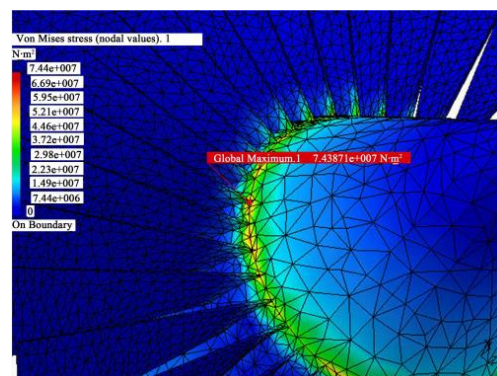 Von Mises stress (nodal values). 1
N·m²
7.44e+007
6.69e+007
5.95e+007
5.21e+007
4.46e+007
3.72e+007
2.98e+007
2.23e+007
1.49e+007
7.44e+006
0
On Boundary
Global Maximum.1 7.43871e+007 N·m²